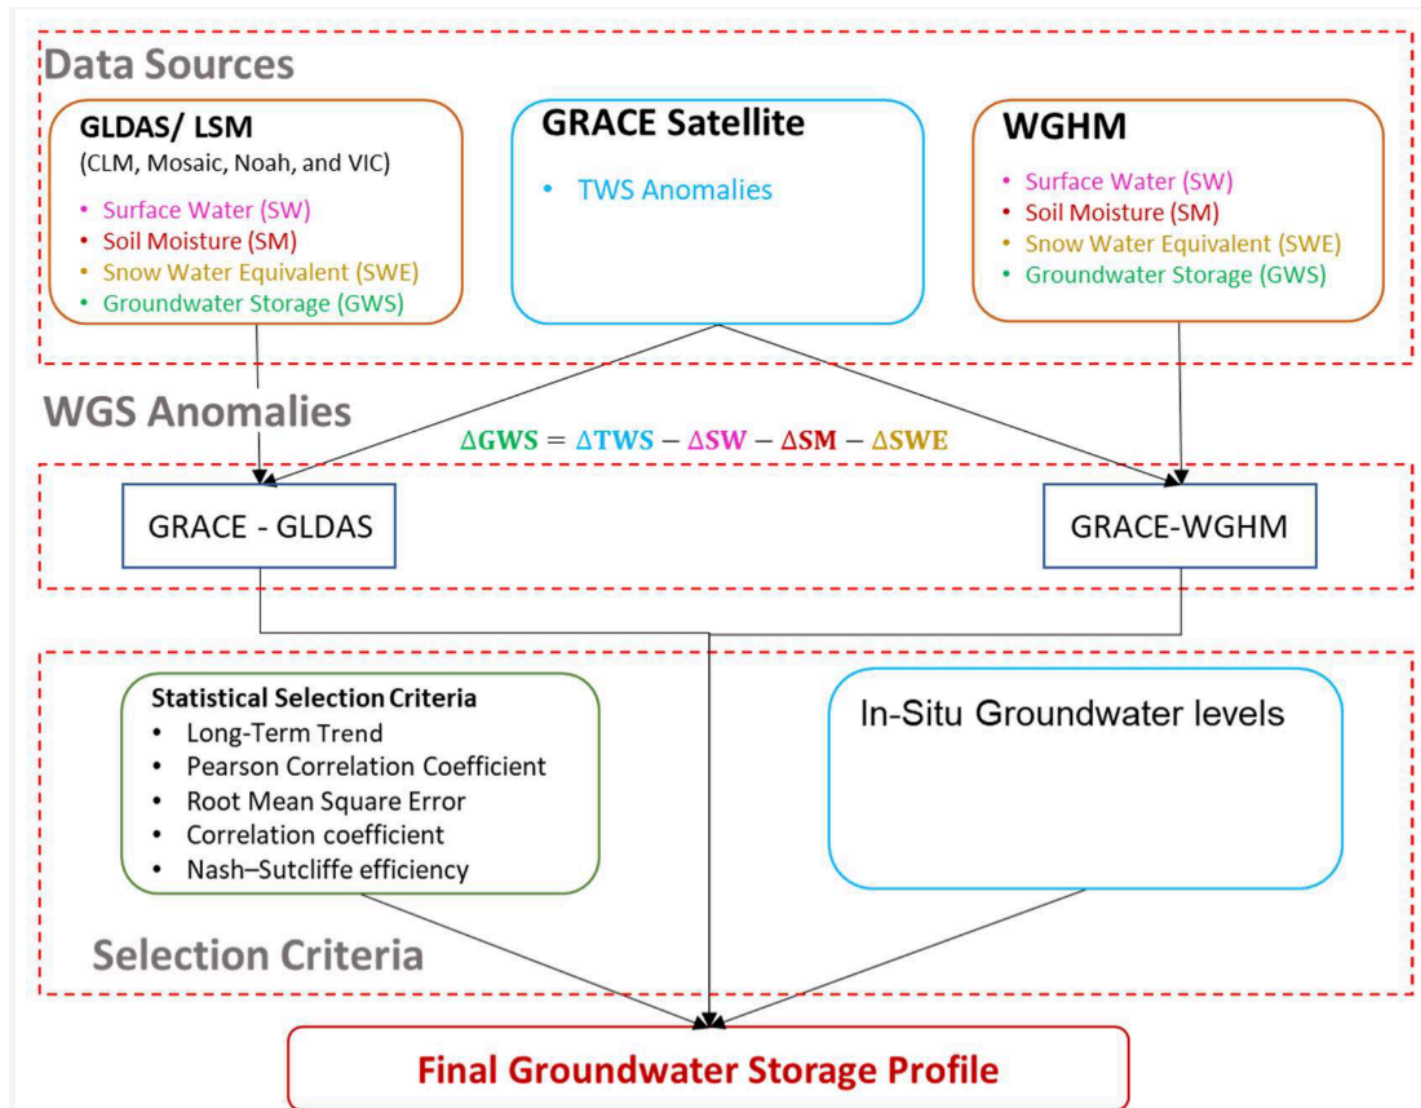 Data Sources
GLDAS/ LSM
(CLM, Mosaic, Noah, and VIC)
• Surface Water (SW)
• Soil Moisture (SM)
• Snow Water Equivalent (SWE)
• Groundwater Storage (GWS)
GRACE Satellite
• TWS Anomalies
WGHM
• Surface Water (SW)
• Soil Moisture (SM)
• Snow Water Equivalent (SWE)
• Groundwater Storage (GWS)
WGS Anomalies
ΔGWS = ΔTWS − ΔSW − ΔSM − ΔSWE
GRACE - GLDAS
GRACE-WGHM
Statistical Selection Criteria
• Long-Term Trend
• Pearson Correlation Coefficient
• Root Mean Square Error
• Correlation coefficient
• Nash–Sutcliffe efficiency
In-Situ Groundwater levels
Selection Criteria
Final Groundwater Storage Profile